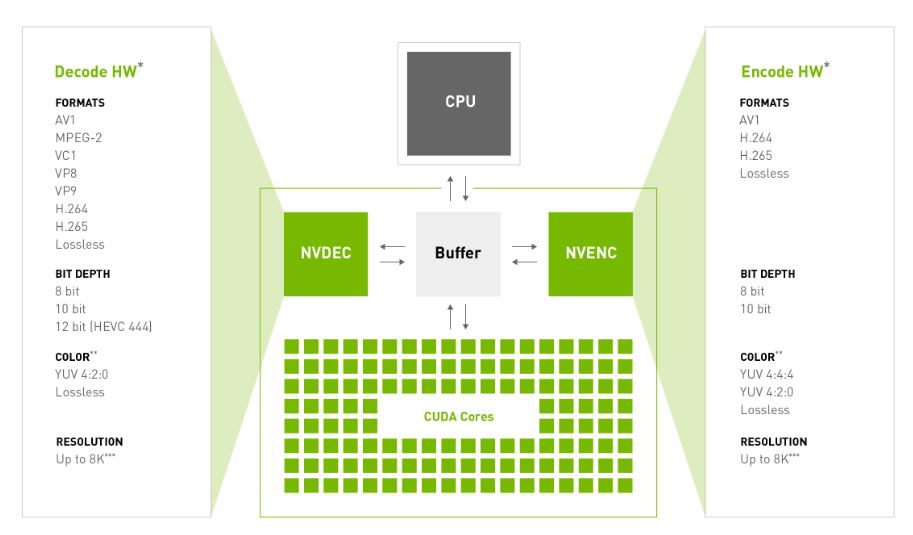 Decode HW*
FORMATS
AV1
MPEG-2
VC1
VP8
VP9
H.264
H.265
Lossless
BIT DEPTH
8 bit
10 bit
12 bit (HEVC 444)
COLOR**
YUV 4:2:0
Lossless
RESOLUTION
Up to 8K***
CPU
NVDEC
Buffer
NVENC
CUDA Cores
Encode HW*
FORMATS
AV1
H.264
H.265
Lossless
BIT DEPTH
8 bit
10 bit
COLOR**
YUV 4:4:4
YUV 4:2:0
Lossless
RESOLUTION
Up to 8K***